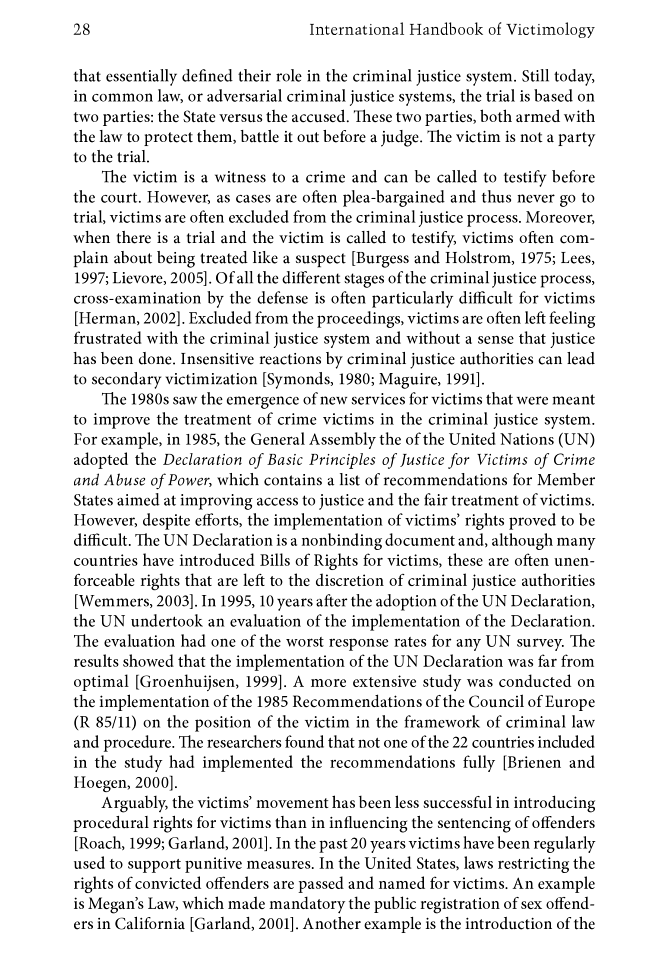 28 International Handbook of Victimology
that essentially defined their role in the criminal justice system. Still today,
in common law, or adversarial criminal justice systems, the trial is based on
two parties: the State versus the accused. These two parties, both armed with
the law to protect them, battle it out before a judge. The victim is not a party
to the trial.
The victim is a witness to a crime and can be called to testify before
the court. However, as cases are often plea-bargained and thus never go to
trial, victims are often excluded from the criminal justice process. Moreover,
when there is a trial and the victim is called to testify, victims often com-
plain about being treated like a suspect [Burgess and Holstrom, 1975; Lees,
1997; Lievore, 2005]. Of all the different stages of the criminal justice process,
cross-examination by the defense is often particularly difficult for victims
[Herman, 2002]. Excluded from the proceedings, victims are often left feeling
frustrated with the criminal justice system and without a sense that justice
has been done. Insensitive reactions by criminal justice authorities can lead
to secondary victimization [Symonds, 1980; Maguire, 1991].
The 1980s saw the emergence of new services for victims that were meant
to improve the treatment of crime victims in the criminal justice system.
For example, in 1985, the General Assembly the of the United Nations (UN)
adopted the Declaration of Basic Principles of Justice for Victims of Crime
and Abuse of Power, which contains a list of recommendations for Member
States aimed at improving access to justice and the fair treatment of victims.
However, despite efforts, the implementation of victims' rights proved to be
difficult. The UN Declaration is a nonbinding document and, although many
countries have introduced Bills of Rights for victims, these are often unen-
forceable rights that are left to the discretion of criminal justice authorities
[Wemmers, 2003]. In 1995, 10 years after the adoption of the UN Declaration,
the UN undertook an evaluation of the implementation of the Declaration.
The evaluation had one of the worst response rates for any UN survey. The
results showed that the implementation of the UN Declaration was far from
optimal [Groenhuijsen, 1999]. A more extensive study was conducted on
the implementation of the 1985 Recommendations of the Council of Europe
(R 85/11) on the position of the victim in the framework of criminal law
and procedure. The researchers found that not one of the 22 countries included
in the study had implemented the recommendations fully [Brienen and
Hoegen, 2000].
Arguably, the victims' movement has been less successful in introducing
procedural rights for victims than in influencing the sentencing of offenders
[Roach, 1999; Garland, 2001]. In the past 20 years victims have been regularly
used to support punitive measures. In the United States, laws restricting the
rights of convicted offenders are passed and named for victims. An example
is Megan's Law, which made mandatory the public registration of sex offend-
ers in California [Garland, 2001]. Another example is the introduction of the